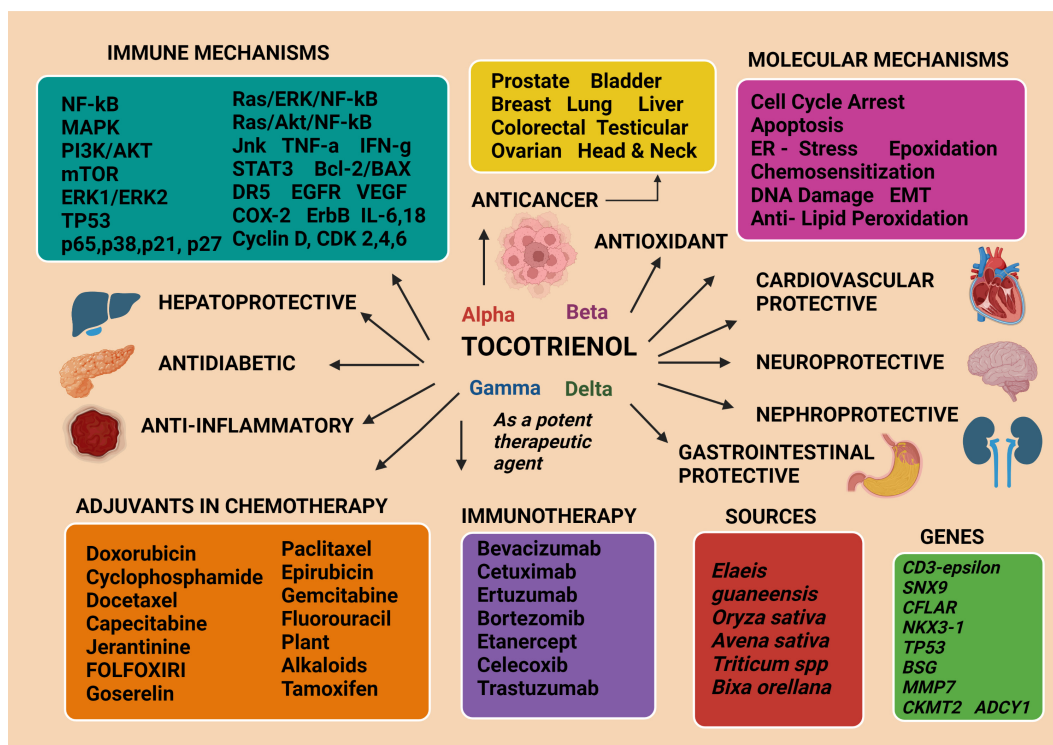 IMMUNE MECHANISMS
NF-kB
MAPK
PI3K/AKT
mTOR
ERK1/ERK2
TP53
p65,p38,p21, p27
Ras/ERK/NF-kB
Ras/Akt/NF-kB
Jnk TNF-a IFN-g
STAT3 Bcl-2/BAX
DR5 EGFR VEGF
COX-2 ErbB IL-6,18
Cyclin D, CDK 2,4,6
Prostate Bladder
Breast Lung Liver
Colorectal Testicular
Ovarian Head & Neck
ANTICANCER
MOLECULAR MECHANISMS
Cell Cycle Arrest
Apoptosis
ER - Stress Epoxidation
Chemosensitization
DNA Damage EMT
Anti- Lipid Peroxidation
ANTIOXIDANT
HEPATOPROTECTIVE
ANTIDIABETIC
ANTI-INFLAMMATORY
Alpha Beta
TOCOTRIENOL
Gamma Delta
As a potent
therapeutic
agent
CARDIOVASCULAR
PROTECTIVE
NEUROPROTECTIVE
NEPHROPROTECTIVE
GASTROINTESTINAL
PROTECTIVE
ADJUVANTS IN CHEMOTHERAPY
Doxorubicin
Cyclophosphamide
Docetaxel
Capecitabine
Jerantinine
FOLFOXIRI
Goserelin
Paclitaxel
Epirubicin
Gemcitabine
Fluorouracil
Plant
Alkaloids
Tamoxifen
IMMUNOTHERAPY
Bevacizumab
Cetuximab
Ertuzumab
Bortezomib
Etanercept
Celecoxib
Trastuzumab
SOURCES
Elaeis
guaneensis
Oryza sativa
Avena sativa
Triticum spp
Bixa orellana
GENES
CD3-epsilon
SNX9
CFLAR
NKX3-1
TP53
BSG
MMP7
CKMT2 ADCY1